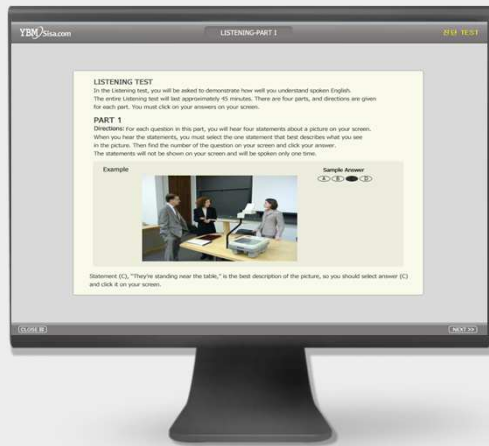 YBM/Sisa.com
LISTENING-PART 1
진단 TEST
LISTENING TEST
In the Listening test, you will be asked to demonstrate how well you understand spoken English.
The entire Listening test will last approximately 45 minutes. There are four parts, and directions are given
for each part. You must click on your answers on your screen.
PART 1
Directions: For each question in this part, you will hear four statements about a picture on your screen.
When you hear the statements, you must select the one statement that best describes what you see
in the picture. Then find the number of the question on your screen and click your answer.
The statements will not be shown on your screen and will be spoken only one time.
Example
Sample Answer
A B D
Statement (C), "They're standing near the table," is the best description of the picture, so you should select answer (C)
and click it on your screen.
CLOSE
NEXT >>